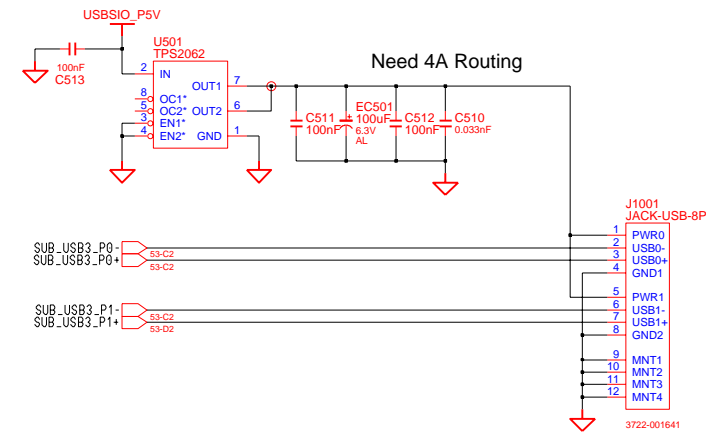 USBSIO_P5V
100nF
C513
U501
TPS2062
2 IN
OUT1 7
8 OC1*
5 OC2* OUT2 6
3 EN1*
4 EN2* GND 1
Need 4A Routing
C511
100nF
EC501
100uF
6.3V
AL
C512
100nF
C510
0.033nF
J1001
JACK-USB-8P
1 PWR0
2 USB0-
3 USB0+
4 GND1
5 PWR1
6 USB1-
7 USB1+
8 GND2
9 MNT1
10 MNT2
11 MNT3
12 MNT4
3722-001641
SUB_USB3_P0-
53-C2
SUB_USB3_P0+
53-C2
SUB_USB3_P1-
53-C2
SUB_USB3_P1+
53-D2